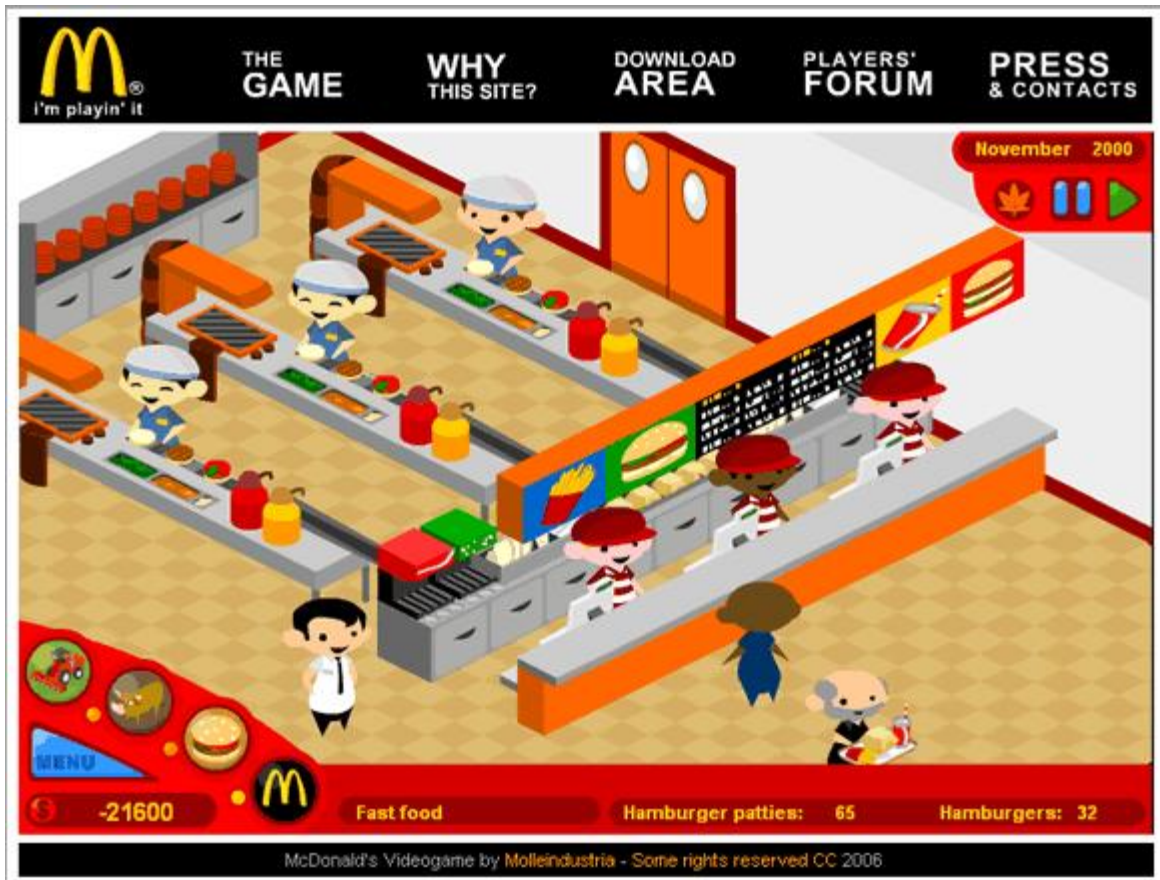 THE
GAME
WHY
THIS SITE?
DOWNLOAD
AREA
PLAYERS'
FORUM
PRESS
& CONTACTS
®
i'm playin' it
November 2000
MENU
$ -21600
Fast food
Hamburger patties: 65
Hamburgers: 32
McDonald's Videogame by Molleindustria - Some rights reserved CC 2006